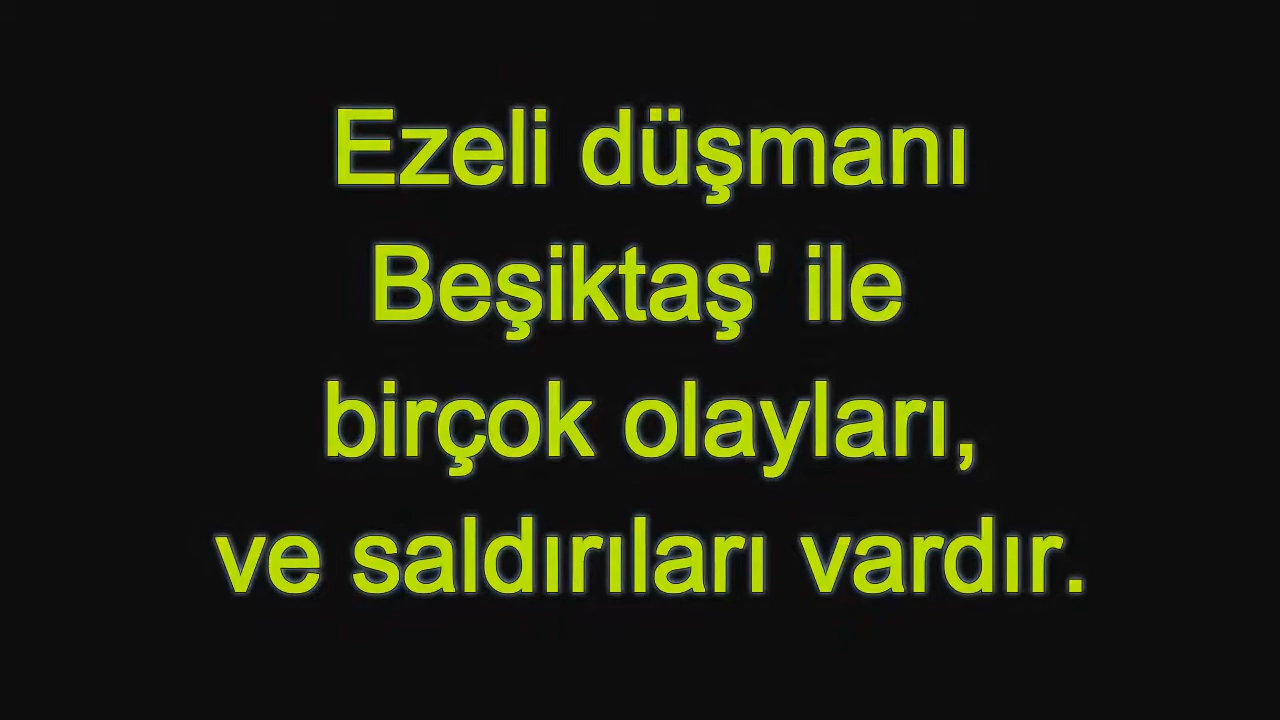 Ezeli düşmanı
Beşiktaş' ile
birçok olayları,
ve saldırıları vardır.